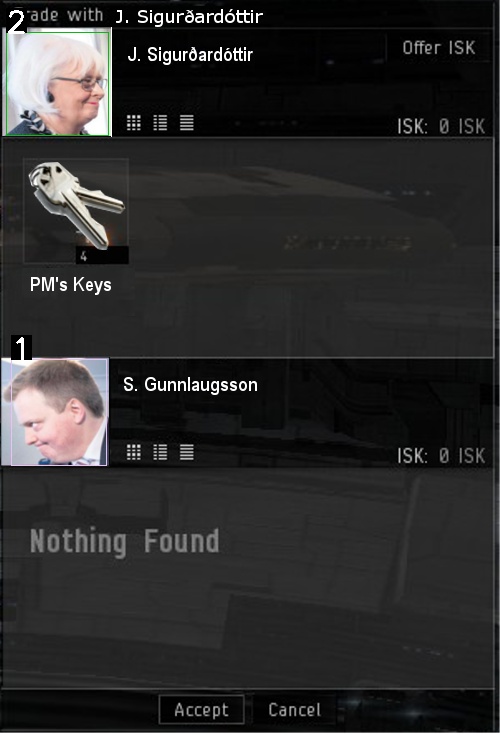 2
Trade with J. Sigurðardóttir
J. Sigurðardóttir
Offer ISK
ISK: 0 ISK
4
PM's Keys
1
S. Gunnlaugsson
ISK: 0 ISK
Nothing Found
Accept Cancel